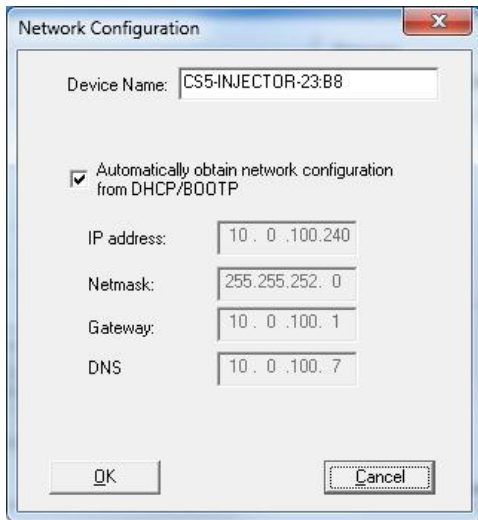 Network Configuration
x
Device Name: CS5-INJECTOR-23:B8
Automatically obtain network configuration
from DHCP/BOOTP
IP address: 10 . 0 .100.240
Netmask: 255.255.252. 0
Gateway: 10 . 0 .100. 1
DNS 10 . 0 .100. 7
OK Cancel